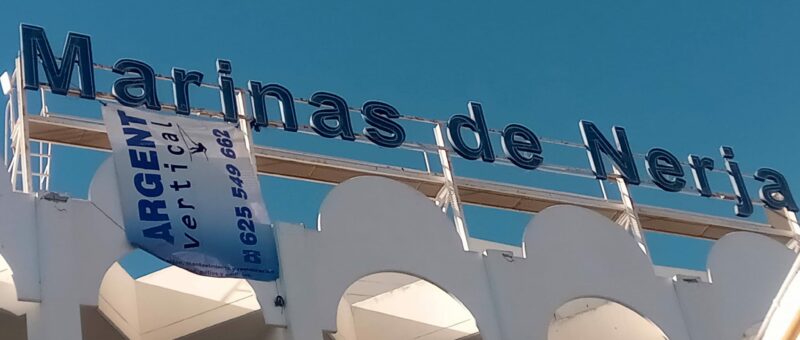 Marinas de Nerja
ARGENT
vertical
625 549 662